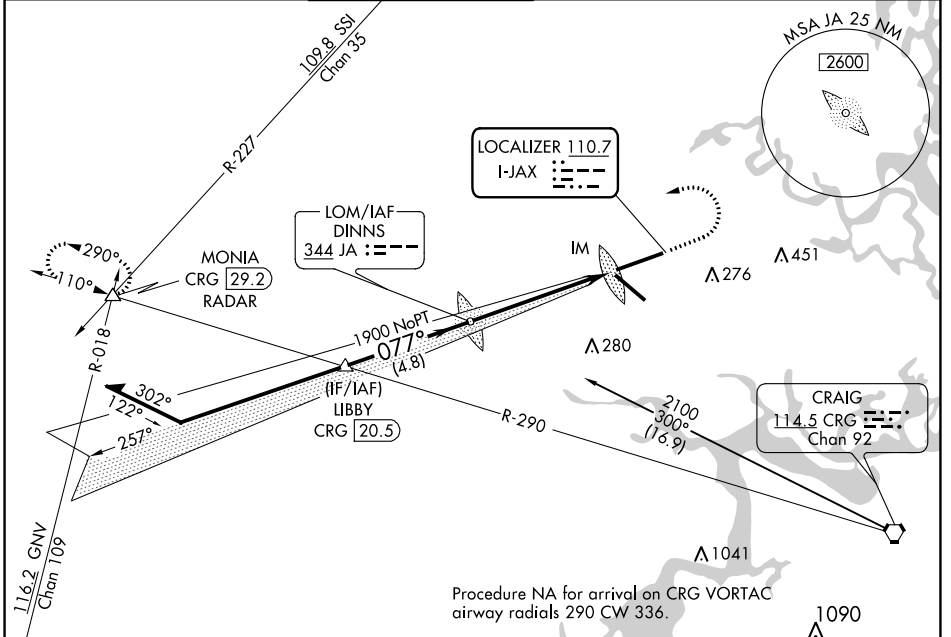 109.8 SSI
Chan 35
MSA JA 25 NM
2600
R-227
LOCALIZER 110.7
I-JAX
LOM/IAF
DINNS
344 JA
IM
290°
110°
MONIA
CRG 29.2
RADAR
451
276
R-018
1900 NoPT
077°
(4.8)
280
302°
122°
257°
(IF/IAF)
LIBBY
CRG 20.5
R-290
2100
300°
(16.9)
CRAIG
114.5 CRG
Chan 92
116.2 GNV
Chan 109
1041
Procedure NA for arrival on CRG VORTAC
airway radials 290 CW 336.
1090